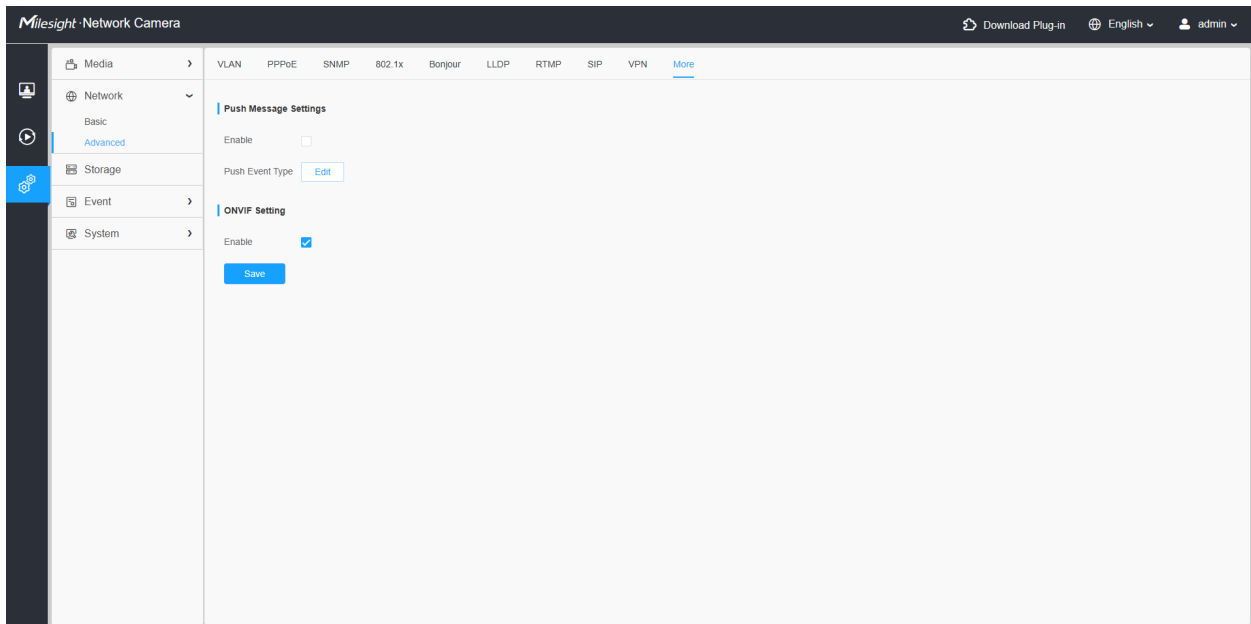 Milesight · Network Camera
Download Plug-in
English
admin
Media
Network
Basic
Advanced
Storage
Event
System
VLAN PPPoE SNMP 802.1x Bonjour LLDP RTMP SIP VPN More
Push Message Settings
Enable
Push Event Type Edit
ONVIF Setting
Enable
Save